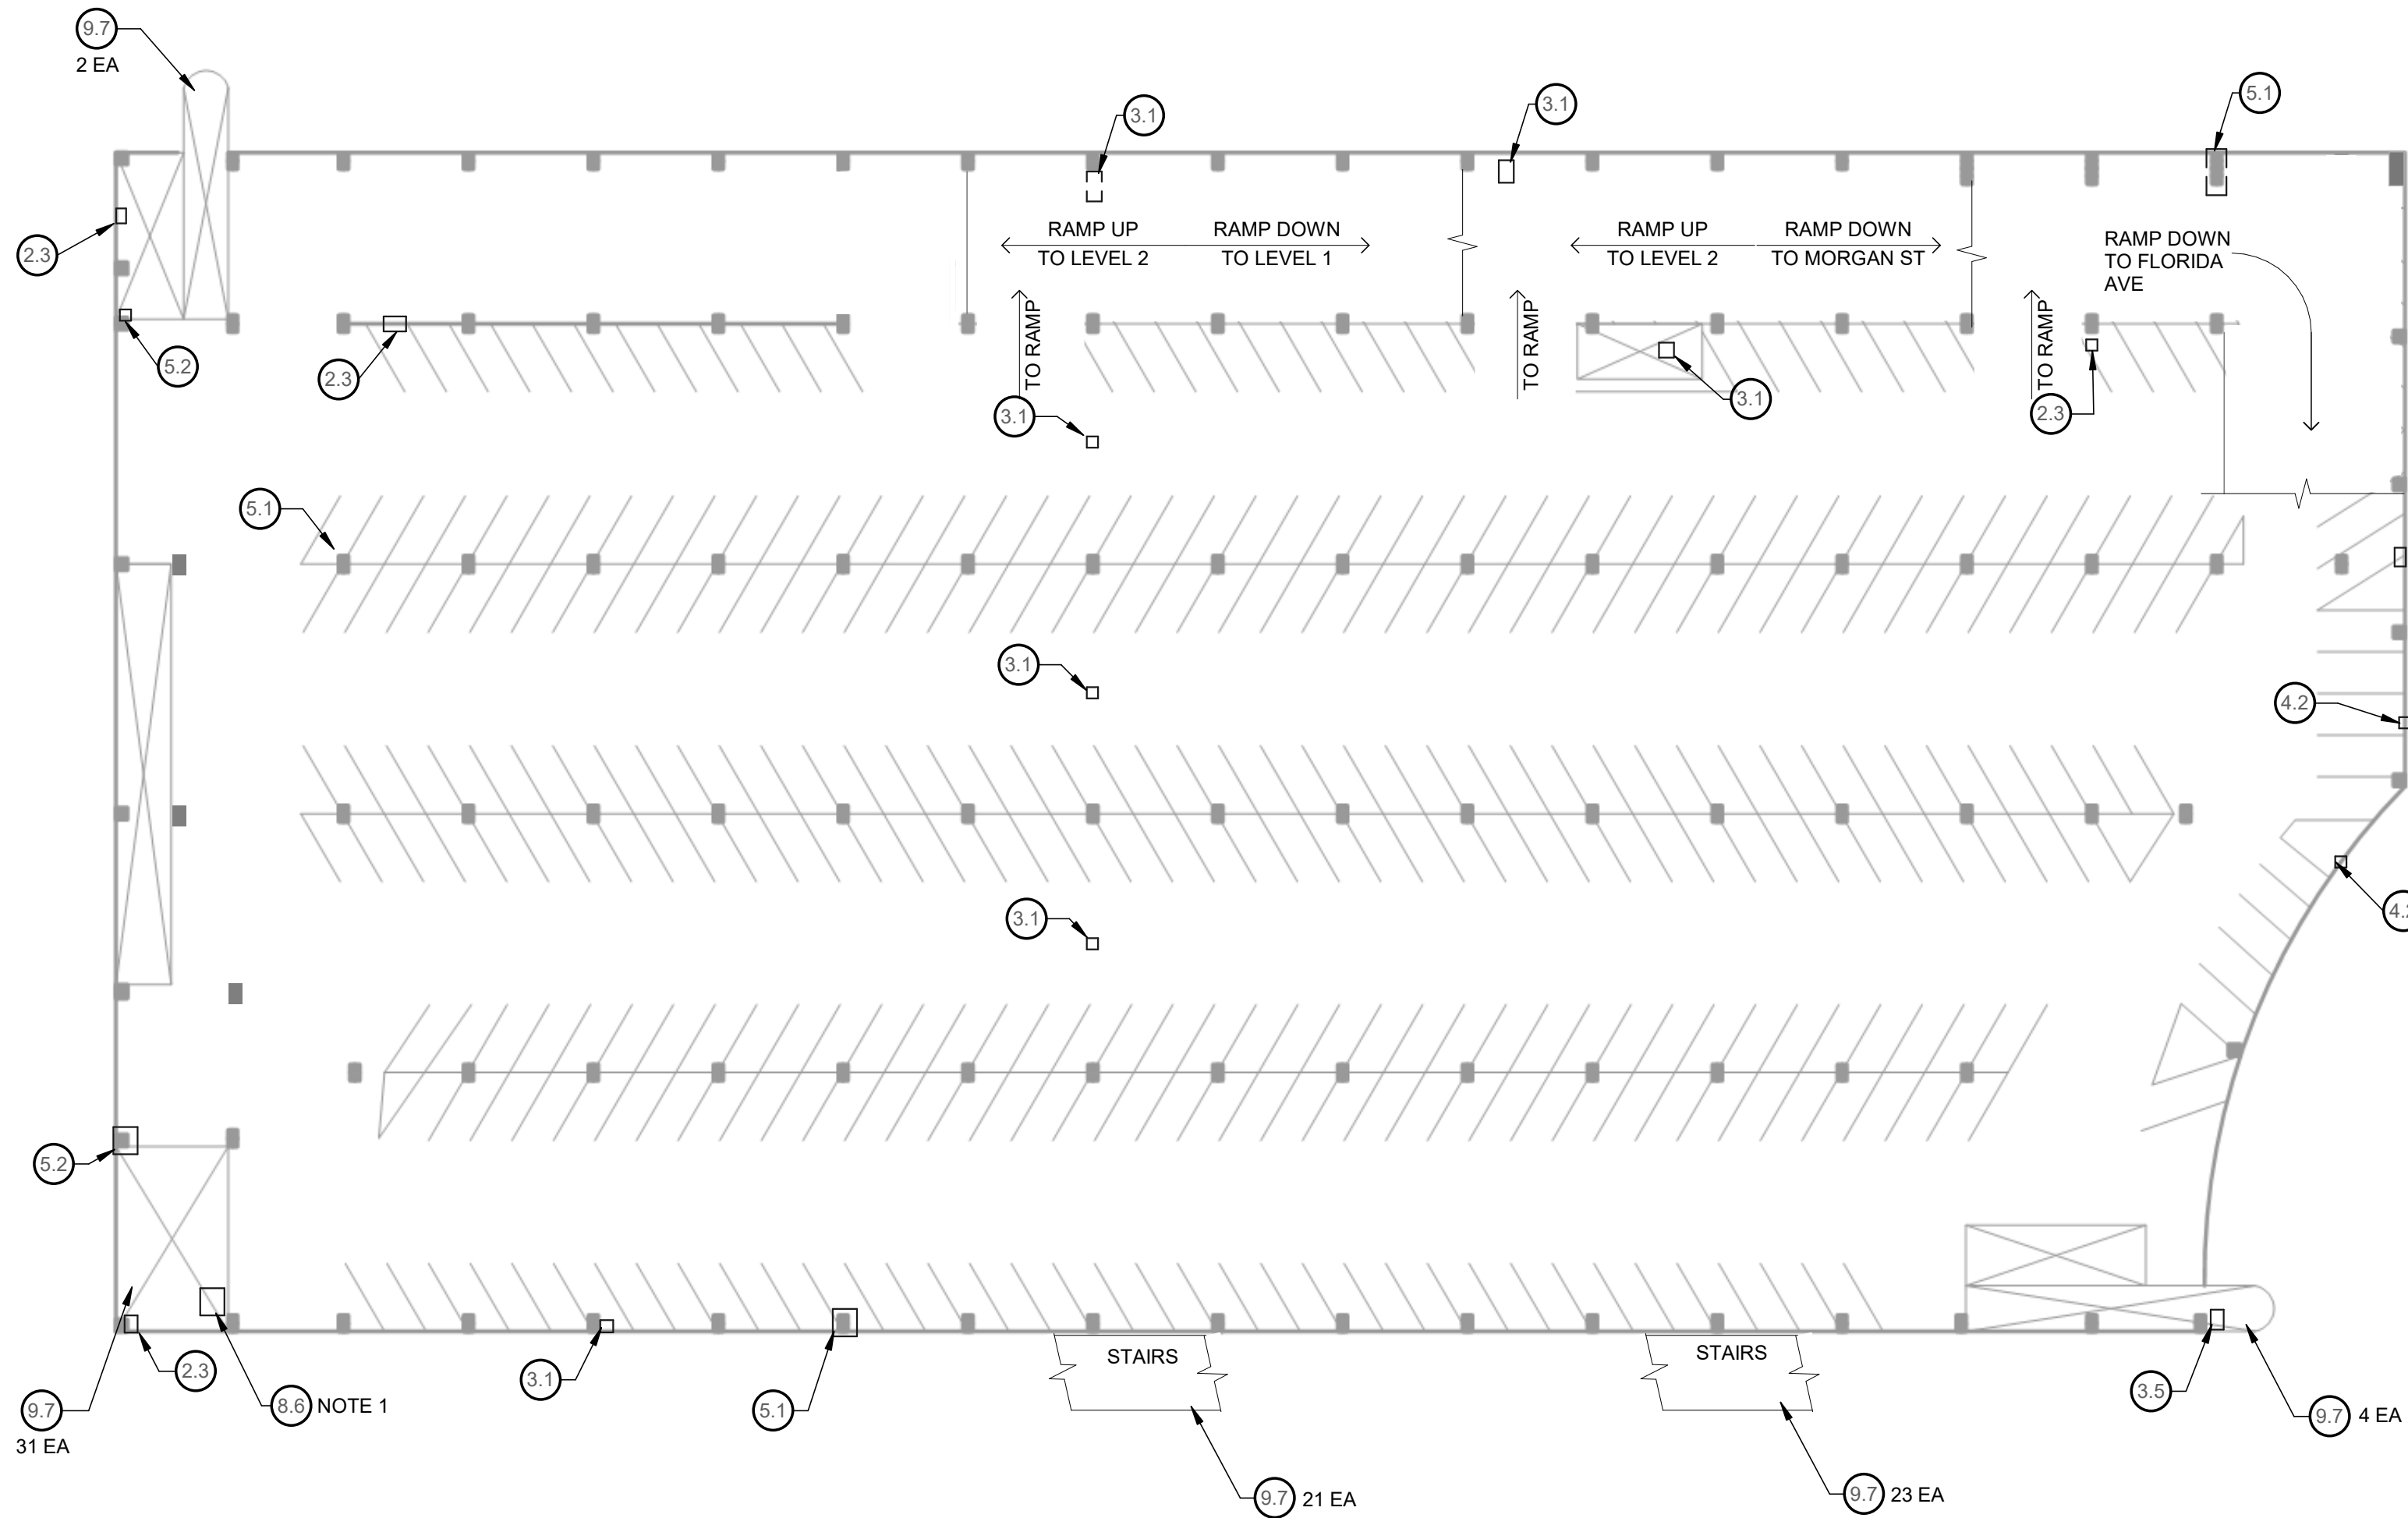 9.7
2 EA
3.1
3.1
5.1
2.3
5.2
RAMP UP
TO LEVEL 2
RAMP DOWN
TO LEVEL 1
RAMP UP
TO LEVEL 2
RAMP DOWN
TO MORGAN ST
RAMP DOWN
TO FLORIDA
AVE
TO RAMP
TO RAMP
TO RAMP
2.3
3.1
3.1
2.3
5.1
3.1
4.2
3.1
5.2
2.3
9.7
31 EA
8.6 NOTE 1
3.1
5.1
STAIRS
STAIRS
3.5
9.7 4 EA
9.7 21 EA
9.7 23 EA